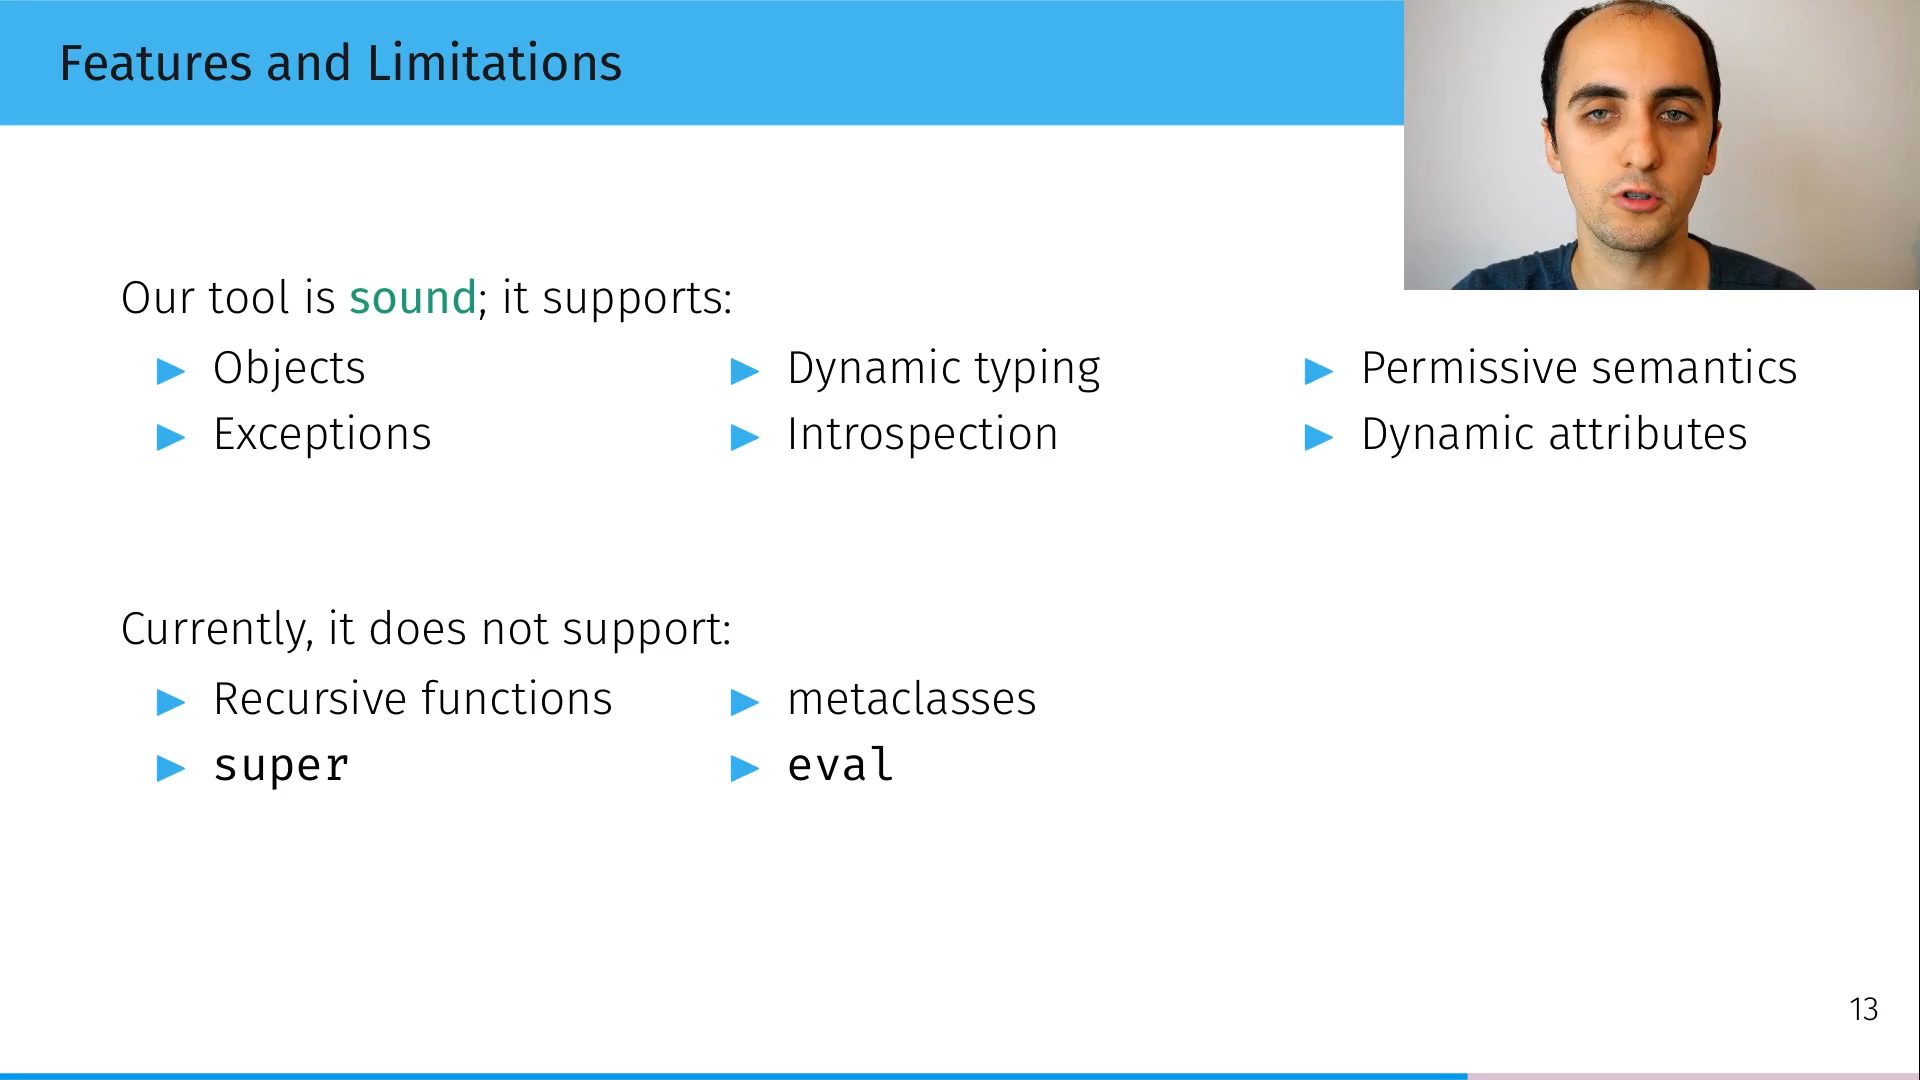 Features and Limitations
Our tool is sound; it supports:
▶ Objects
▶ Exceptions
▶ Dynamic typing
▶ Introspection
▶ Permissive semantics
▶ Dynamic attributes
Currently, it does not support:
▶ Recursive functions
▶ super
▶ metaclasses
▶ eval
13